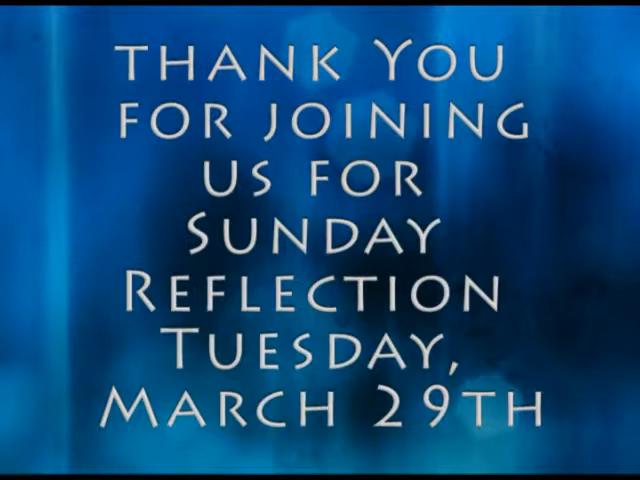 Thank You
for joining
us for
Sunday
Reflection
Tuesday,
March 29th